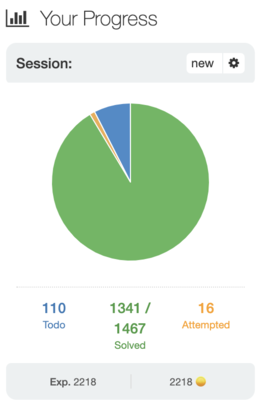 Your Progress
Session: new
110 1341 / 16
Todo 1467 Attempted
Solved
Exp. 2218 2218